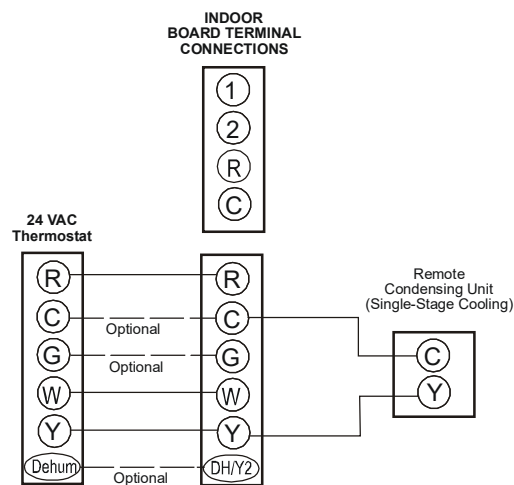 INDOOR
BOARD TERMINAL
CONNECTIONS
1
2
R
C
24 VAC
Thermostat
R
C
G
W
Y
Dehum
Optional
Optional
Optional
R
C
G
W
Y
DH/Y2
Remote
Condensing Unit
(Single-Stage Cooling)
C
Y